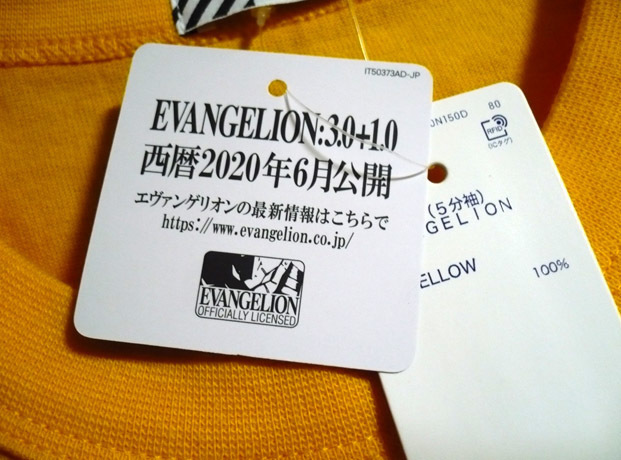 IT50373AD-JP
EVANGELION:3.0+1.0
西暦2020年6月公開
エヴァンゲリオンの最新情報はこちらで
https://www.evangelion.co.jp/
EVANGELION
OFFICIALLY LICENSED
ON150D 80
RFID
(ICタグ)
(5分袖)
GELION
ELLOW 100%